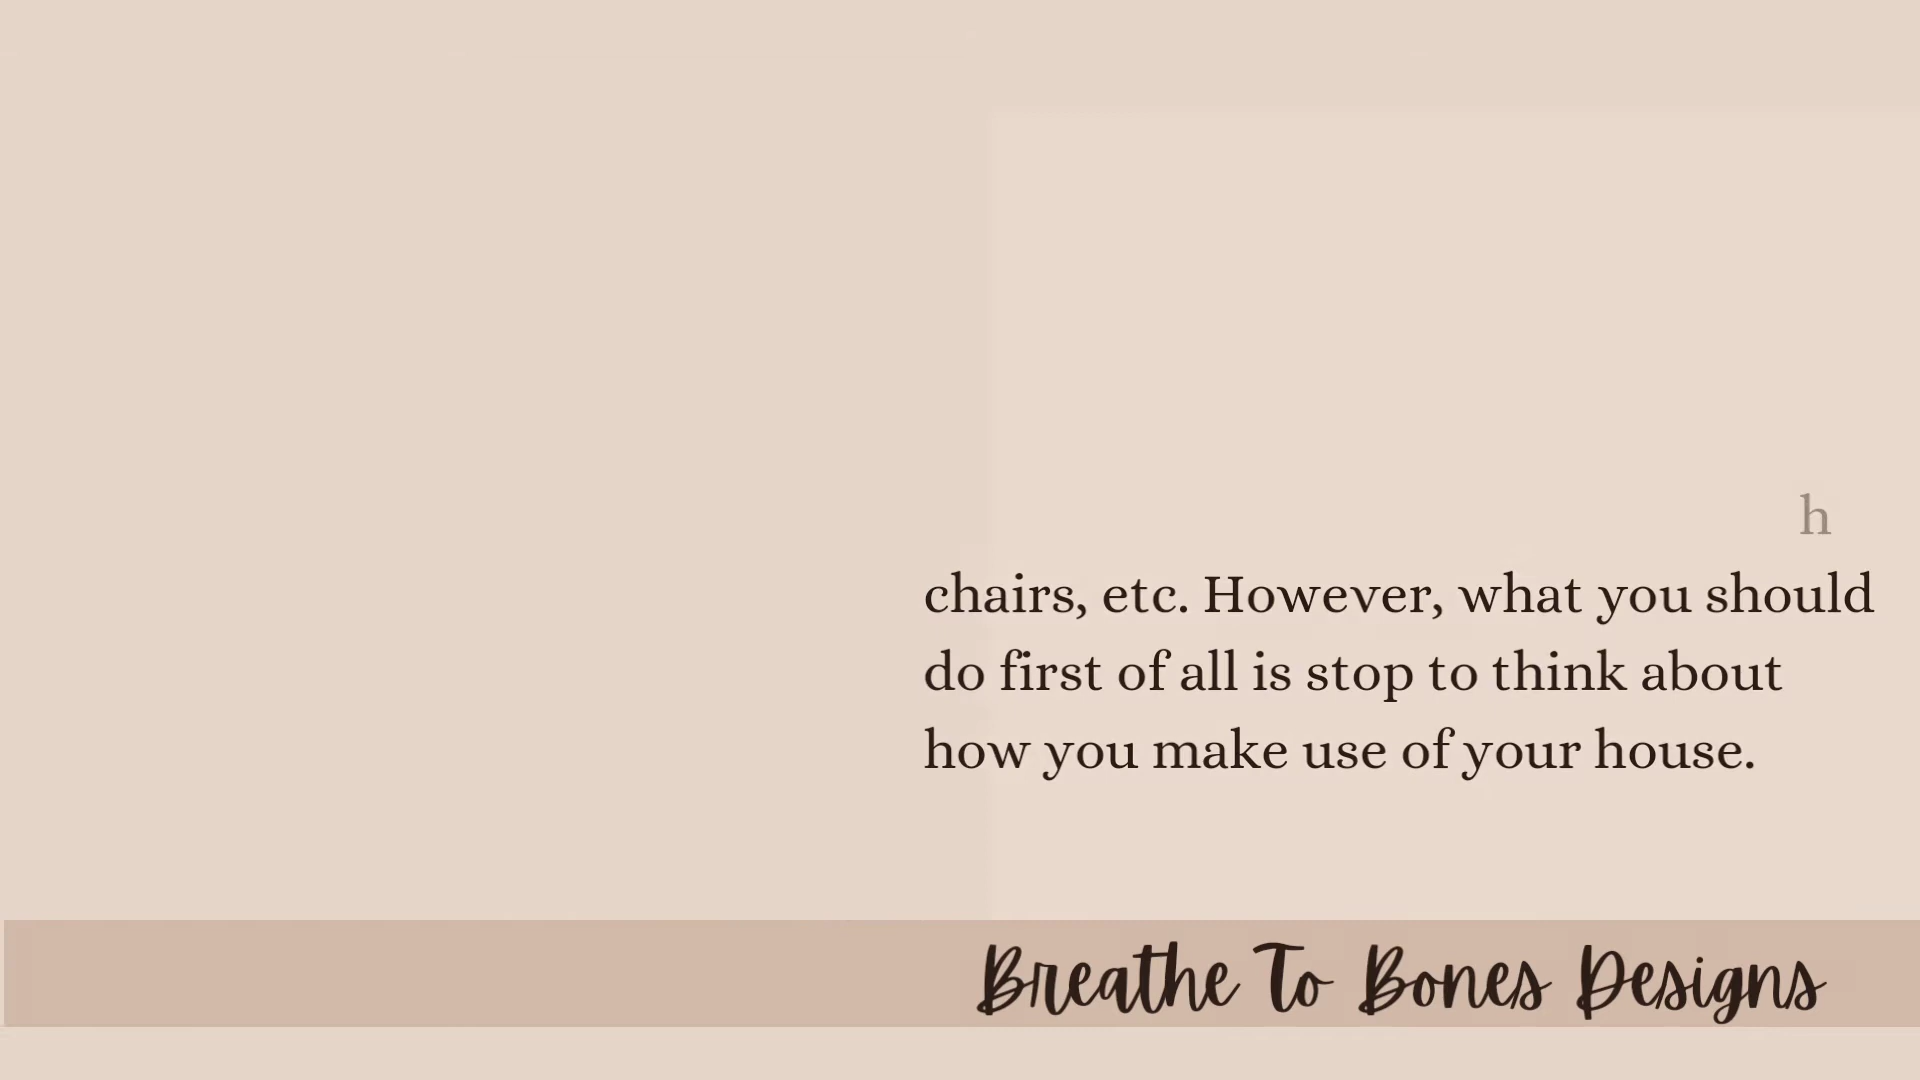 h
chairs, etc. However, what you should
do first of all is stop to think about
how you make use of your house.
Breathe To Bones Designs